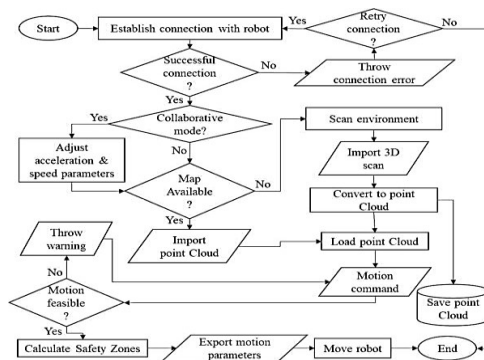 Start
Establish connection with robot
Yes
Retry
connection
?
No
Successful
connection
?
No
Throw
connection error
Yes
Yes
Collaborative
mode?
Scan environment
Adjust
acceleration &
speed parameters
No
Import 3D
scan
Map
Available
?
No
Convert to point
Cloud
Yes
Throw
warning
Import
point Cloud
Load point Cloud
No
Motion
feasible
?
Motion
command
Save point
Cloud
Yes
Calculate Safety Zones
Export motion
parameters
Move robot
End